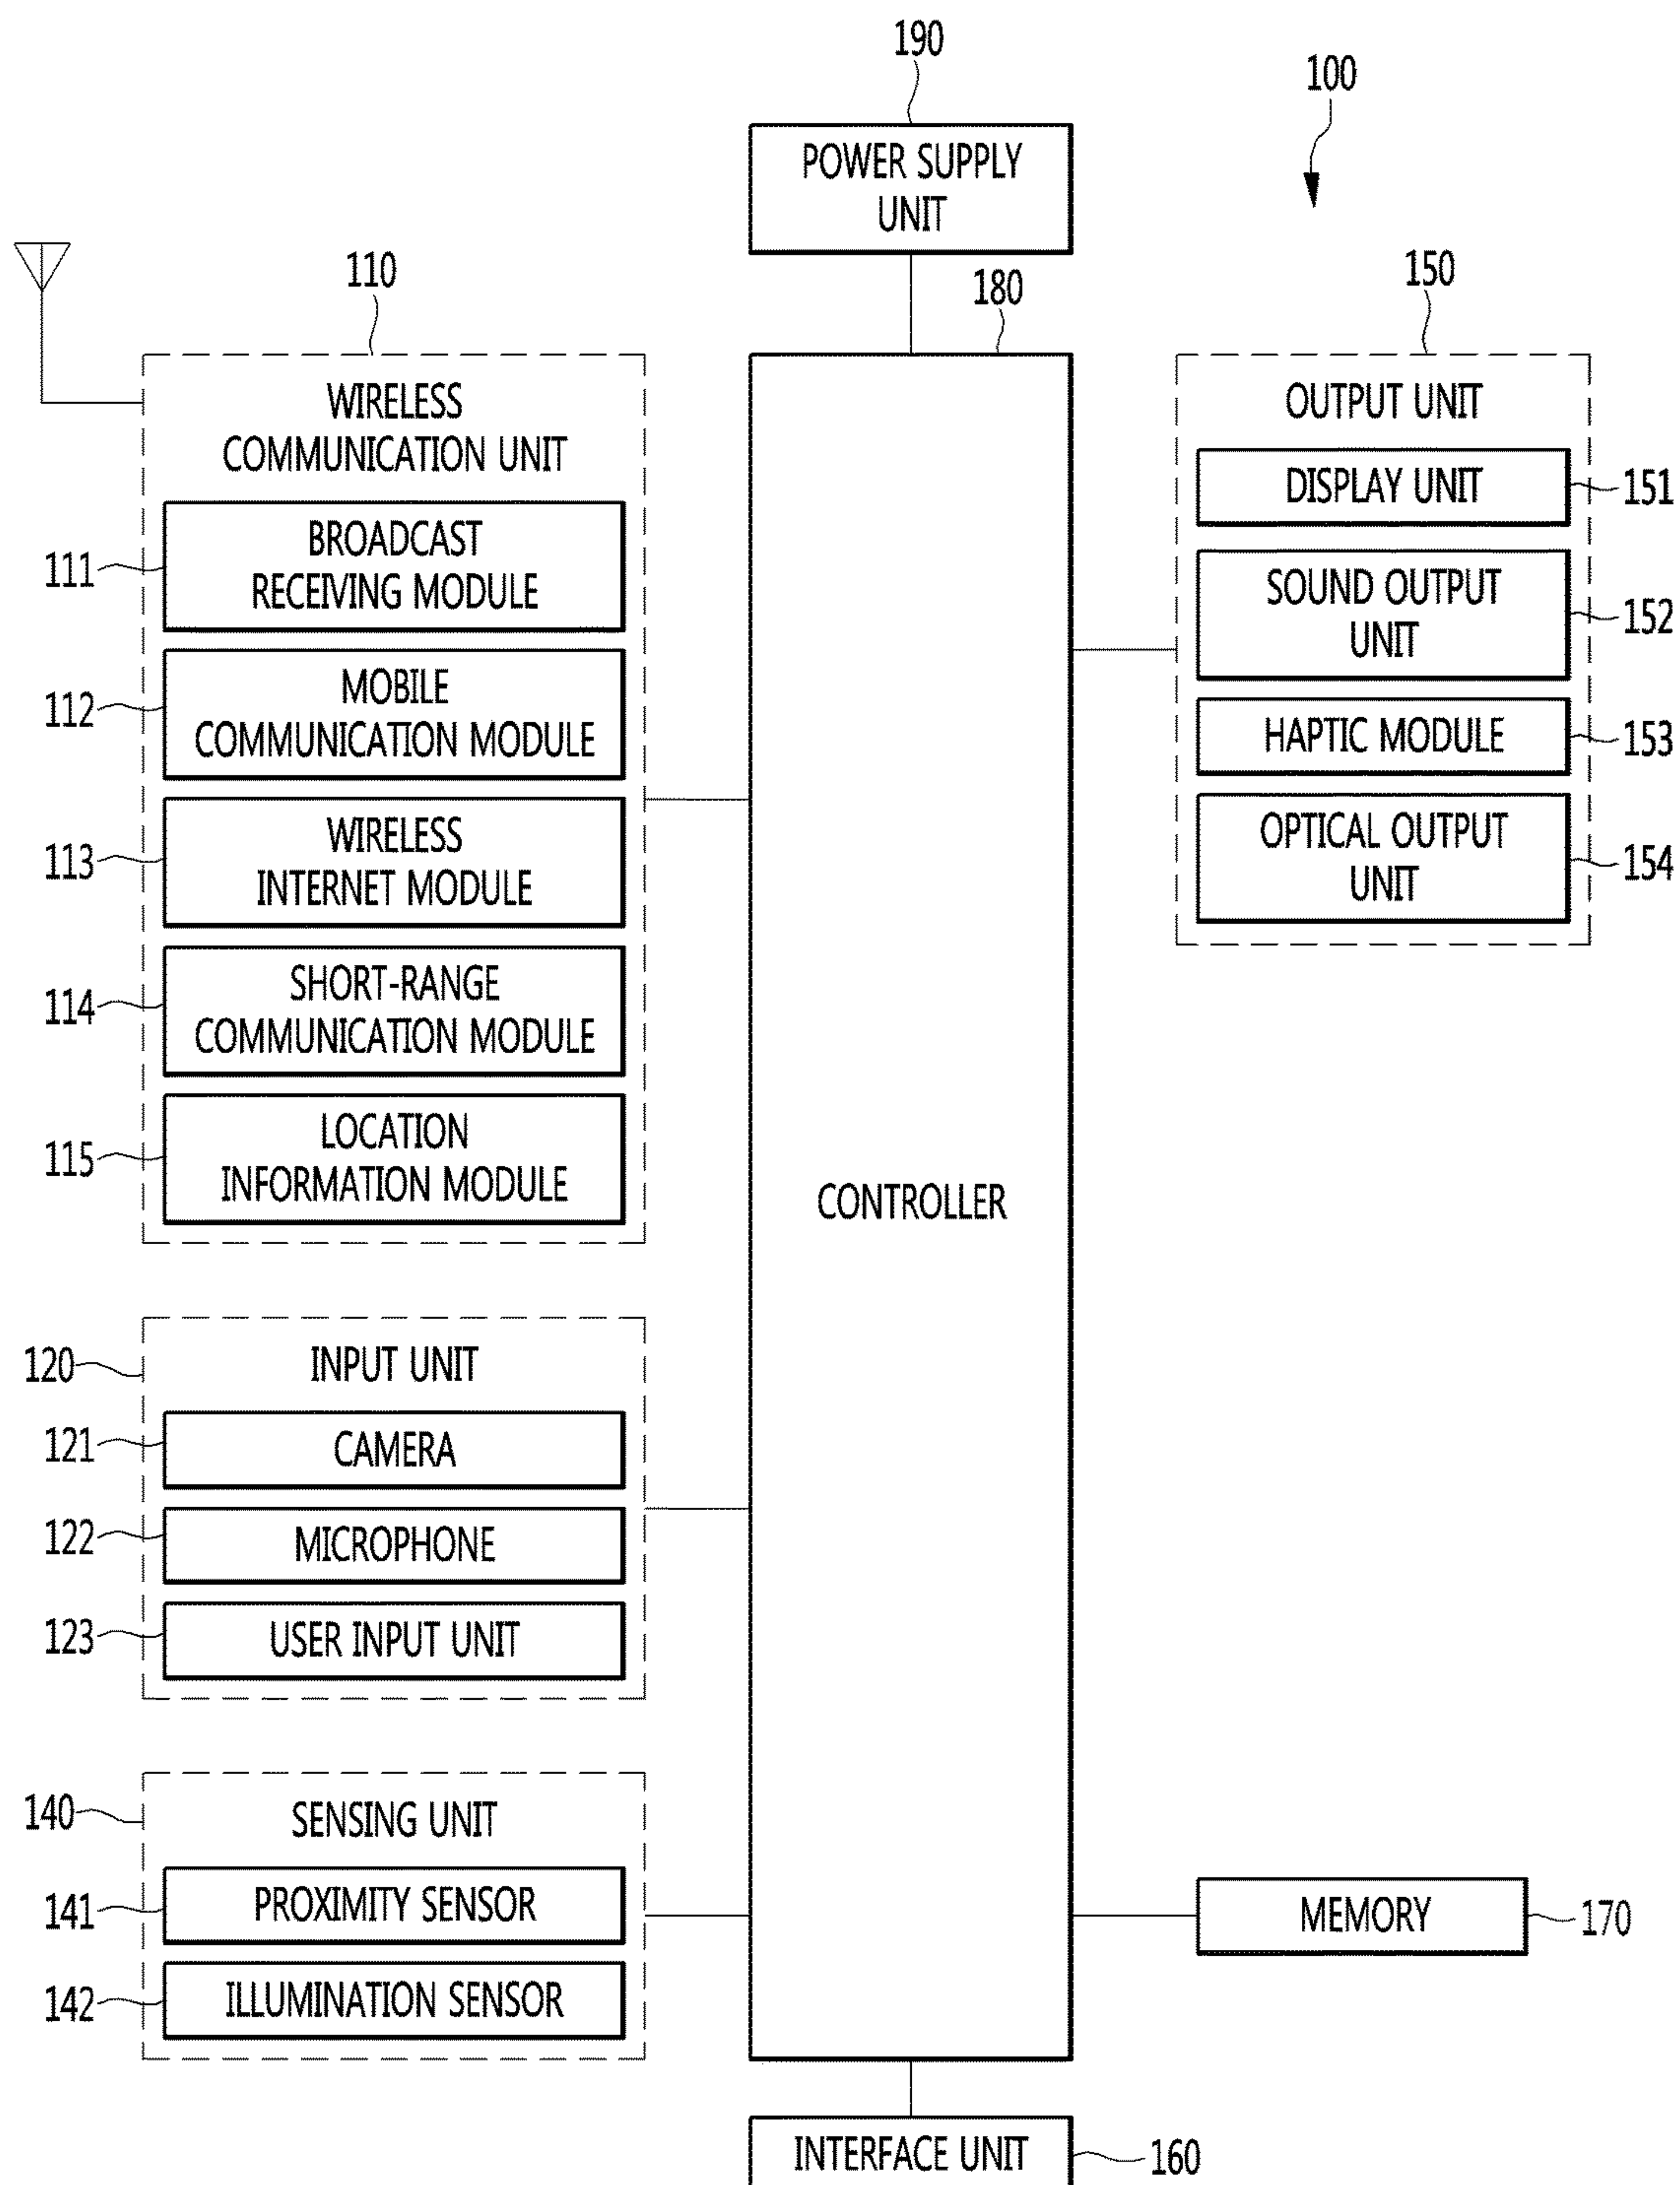 190
100
POWER SUPPLY
UNIT
110
180
150
WIRELESS
COMMUNICATION UNIT
111
BROADCAST
RECEIVING MODULE
112
MOBILE
COMMUNICATION MODULE
113
WIRELESS
INTERNET MODULE
114
SHORT-RANGE
COMMUNICATION MODULE
115
LOCATION
INFORMATION MODULE
120
INPUT UNIT
121
CAMERA
122
MICROPHONE
123
USER INPUT UNIT
140
SENSING UNIT
141
PROXIMITY SENSOR
142
ILLUMINATION SENSOR
CONTROLLER
OUTPUT UNIT
DISPLAY UNIT
151
SOUND OUTPUT
UNIT
152
HAPTIC MODULE
153
OPTICAL OUTPUT
UNIT
154
MEMORY
170
INTERFACE UNIT
160